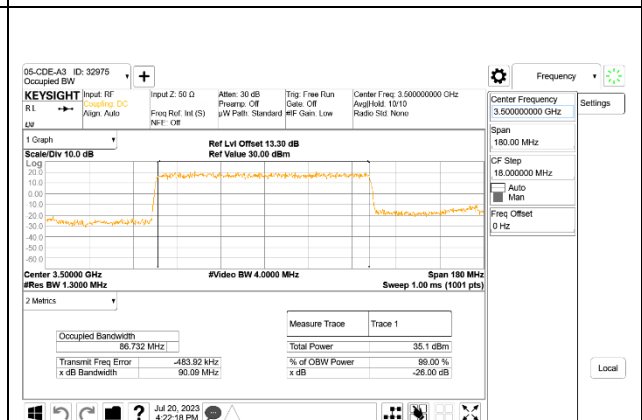 05-CDE-A3 ID: 32975
Occupied BW
Frequency
KEYSIGHT
Input: RF
Input Z: 50 Ω
Atten: 30 dB
Trig: Free Run
Center Freq: 3.500000000 GHz
RL
Coupling: DC
Preamp: Off
Gate: Off
Avg|Hold: 10/10
Align: Auto
Freq Ref: Int (S)
µW Path: Standard
#IF Gain: Low
Radio Std: None
NFE: Off
Center Frequency
3.500000000 GHz
Settings
Span
180.00 MHz
CF Step
18.000000 MHz
Auto
Man
Freq Offset
0 Hz
1 Graph
Scale/Div 10.0 dB
Ref Lvl Offset 13.30 dB
Ref Value 30.00 dBm
Log
20.0
10.0
0.00
-10.0
-20.0
-30.0
-40.0
-50.0
-60.0
Center 3.50000 GHz
#Video BW 4.0000 MHz
Span 180 MHz
#Res BW 1.3000 MHz
Sweep 1.00 ms (1001 pts)
2 Metrics
Measure Trace
Trace 1
Occupied Bandwidth
86.732 MHz
Total Power
35.1 dBm
Transmit Freq Error
-483.92 kHz
% of OBW Power
99.00 %
x dB Bandwidth
90.09 MHz
x dB
-26.00 dB
Local
?
Jul 20, 2023
4:22:18 PM